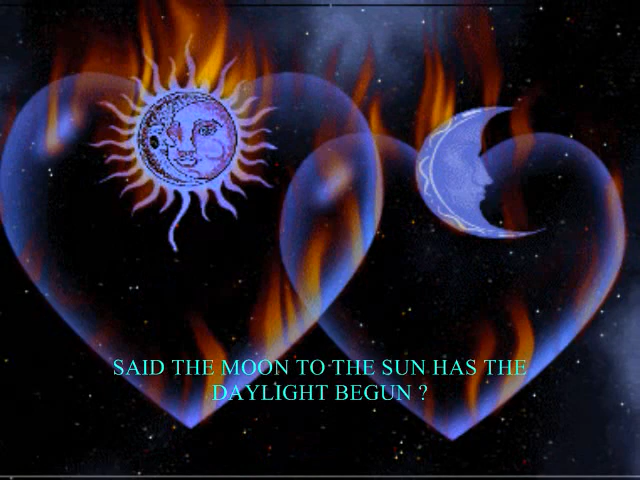 SAID THE MOON TO THE SUN HAS THE
DAYLIGHT BEGUN ?